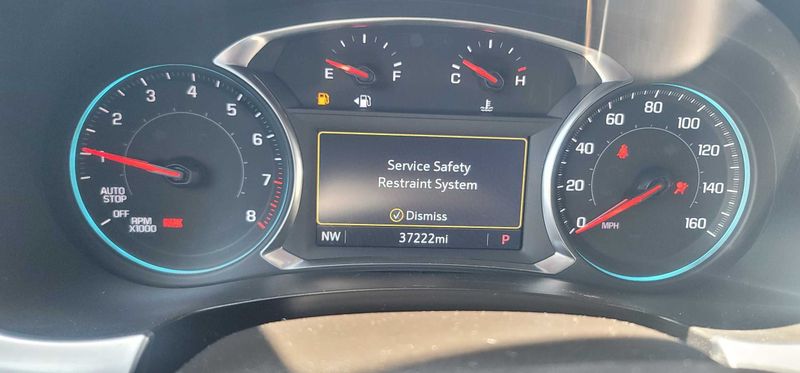 E
F
C
H
1
2
3
4
5
6
7
8
AUTO
STOP
OFF
RPM
X1000
PARK
Service Safety
Restraint System
Dismiss
NW
37222mi
P
0
20
40
60
80
100
120
140
160
MPH